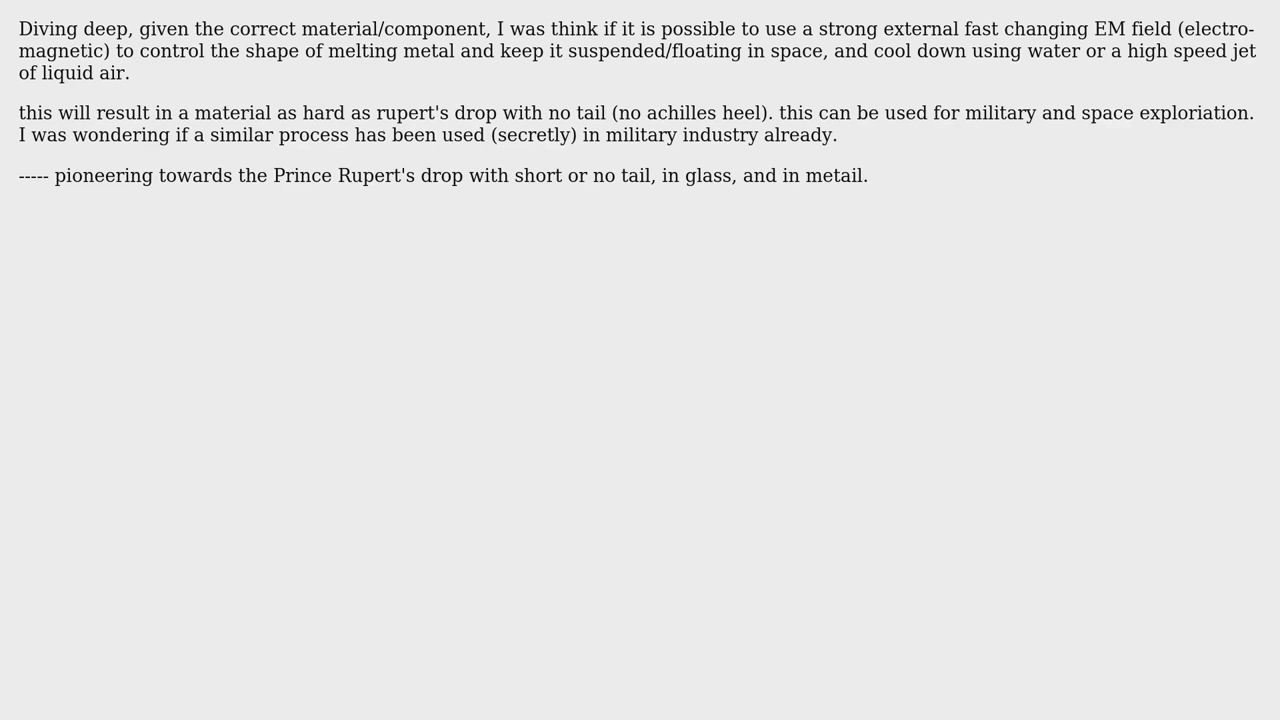 Diving deep, given the correct material/component, I was think if it is possible to use a strong external fast changing EM field (electro-
magnetic) to control the shape of melting metal and keep it suspended/floating in space, and cool down using water or a high speed jet
of liquid air.
this will result in a material as hard as rupert's drop with no tail (no achilles heel). this can be used for military and space exploriation.
I was wondering if a similar process has been used (secretly) in military industry already.
----- pioneering towards the Prince Rupert's drop with short or no tail, in glass, and in metail.